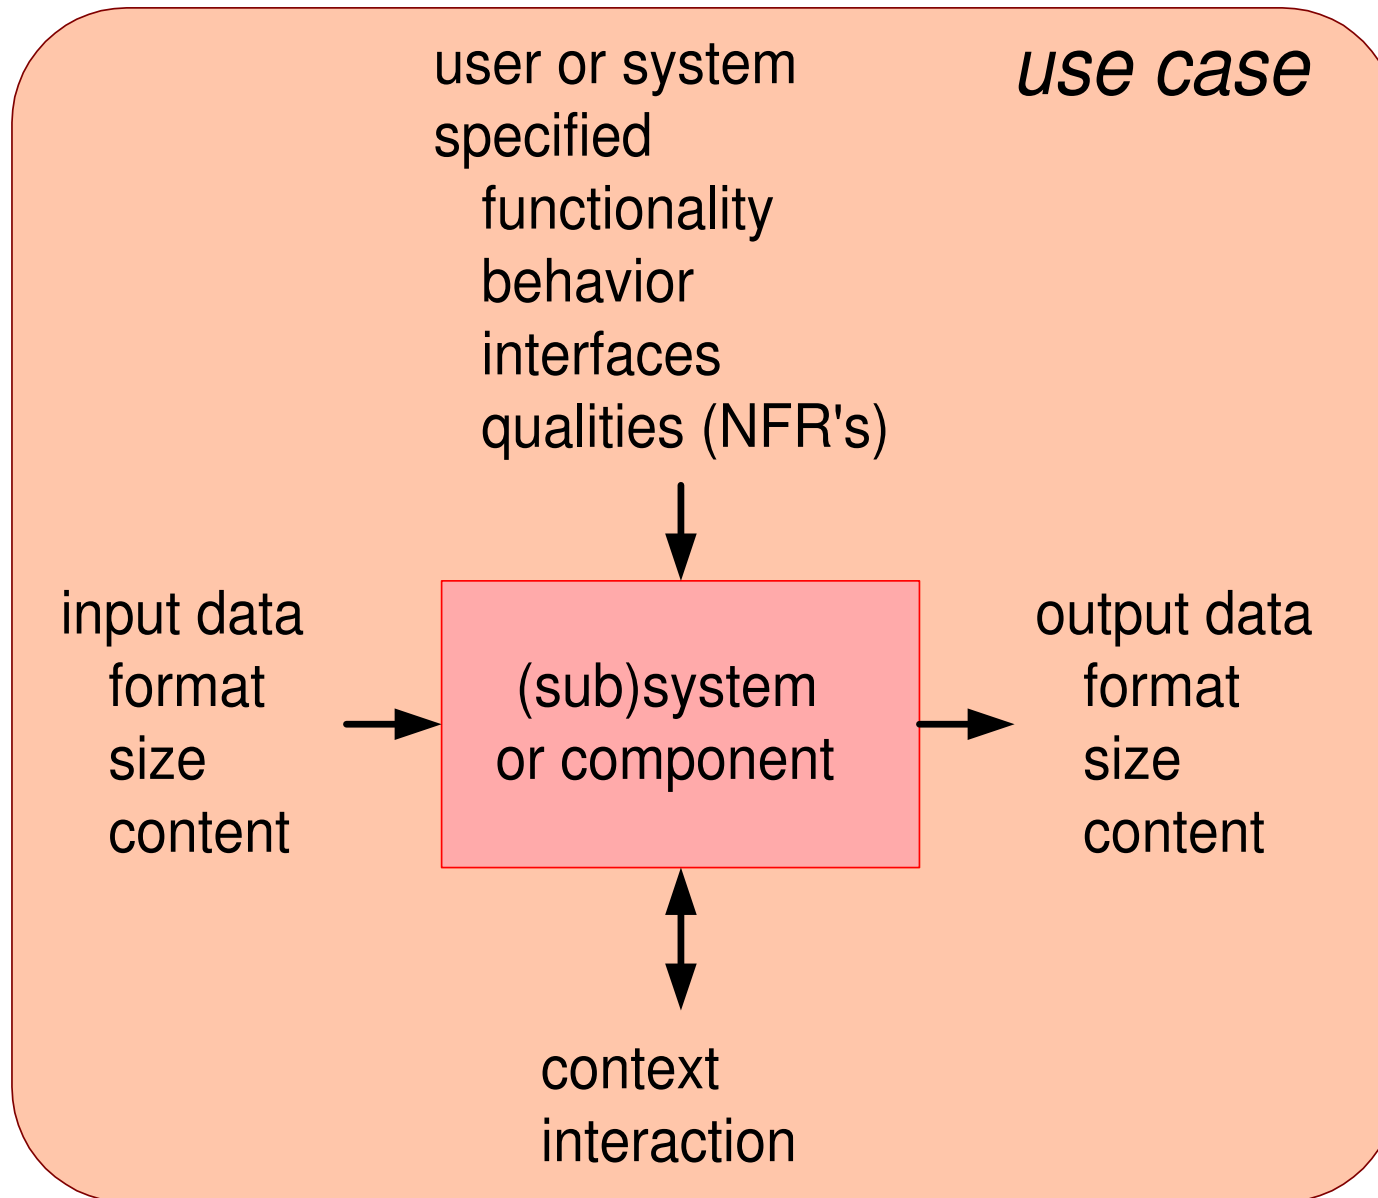 use case
user or system
specified
functionality
behavior
interfaces
qualities (NFR's)
input data
format
size
content
(sub)system
or component
output data
format
size
content
context
interaction